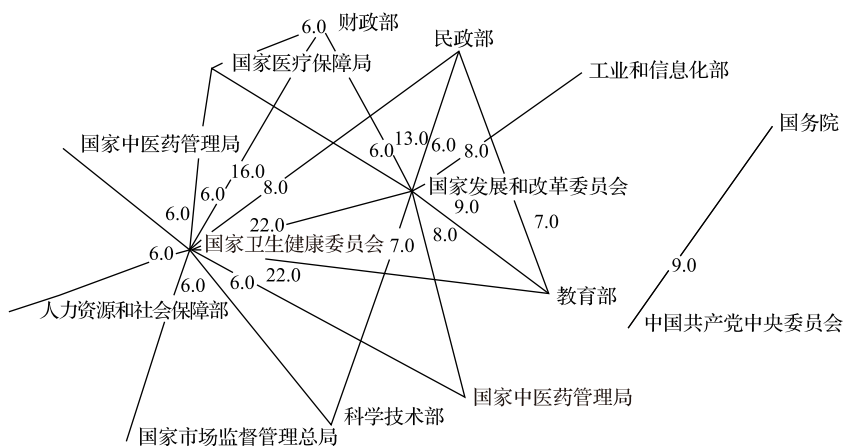 6.0
财政部
民政部
国家医疗保障局
工业和信息化部
国务院
国家中医药管理局
6.0
13.0
6.0
8.0
16.0
6.0
8.0
国家发展和改革委员会
6.0
9.0
22.0
7.0
国家卫生健康委员会
7.0
8.0
6.0
9.0
22.0
6.0
6.0
教育部
人力资源和社会保障部
中国共产党中央委员会
国家中医药管理局
科学技术部
国家市场监督管理总局